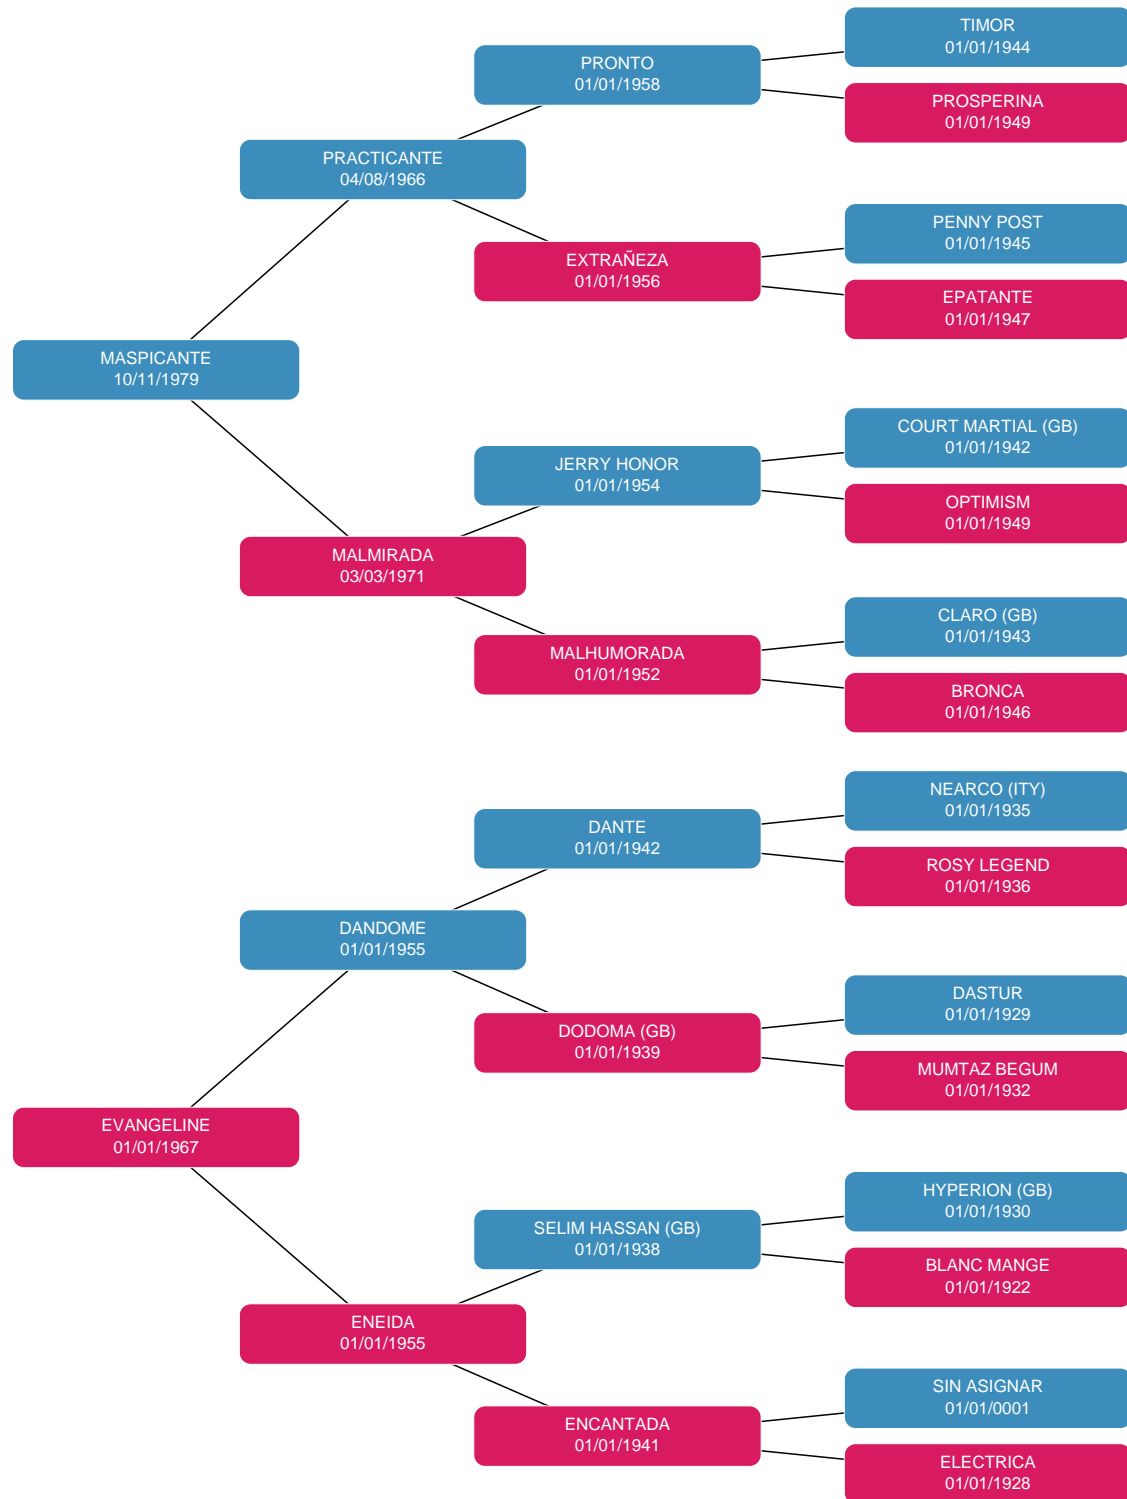 TIMOR
01/01/1944
PRONTO
01/01/1958
PROSPERINA
01/01/1949
PRACTICANTE
04/08/1966
PENNY POST
01/01/1945
EXTRAÑEZA
01/01/1956
EPATANTE
01/01/1947
MASPICANTE
10/11/1979
COURT MARTIAL (GB)
01/01/1942
JERRY HONOR
01/01/1954
OPTIMISM
01/01/1949
MALMIRADA
03/03/1971
CLARO (GB)
01/01/1943
MALHUMORADA
01/01/1952
BRONCA
01/01/1946
NEARCO (ITY)
01/01/1935
DANTE
01/01/1942
ROSY LEGEND
01/01/1936
DANDOME
01/01/1955
DASTUR
01/01/1929
DODOMA (GB)
01/01/1939
MUMTAZ BEGUM
01/01/1932
EVANGELINE
01/01/1967
HYPERION (GB)
01/01/1930
SELIM HASSAN (GB)
01/01/1938
BLANC MANGE
01/01/1922
ENEIDA
01/01/1955
SIN ASIGNAR
01/01/0001
ENCANTADA
01/01/1941
ELECTRICA
01/01/1928